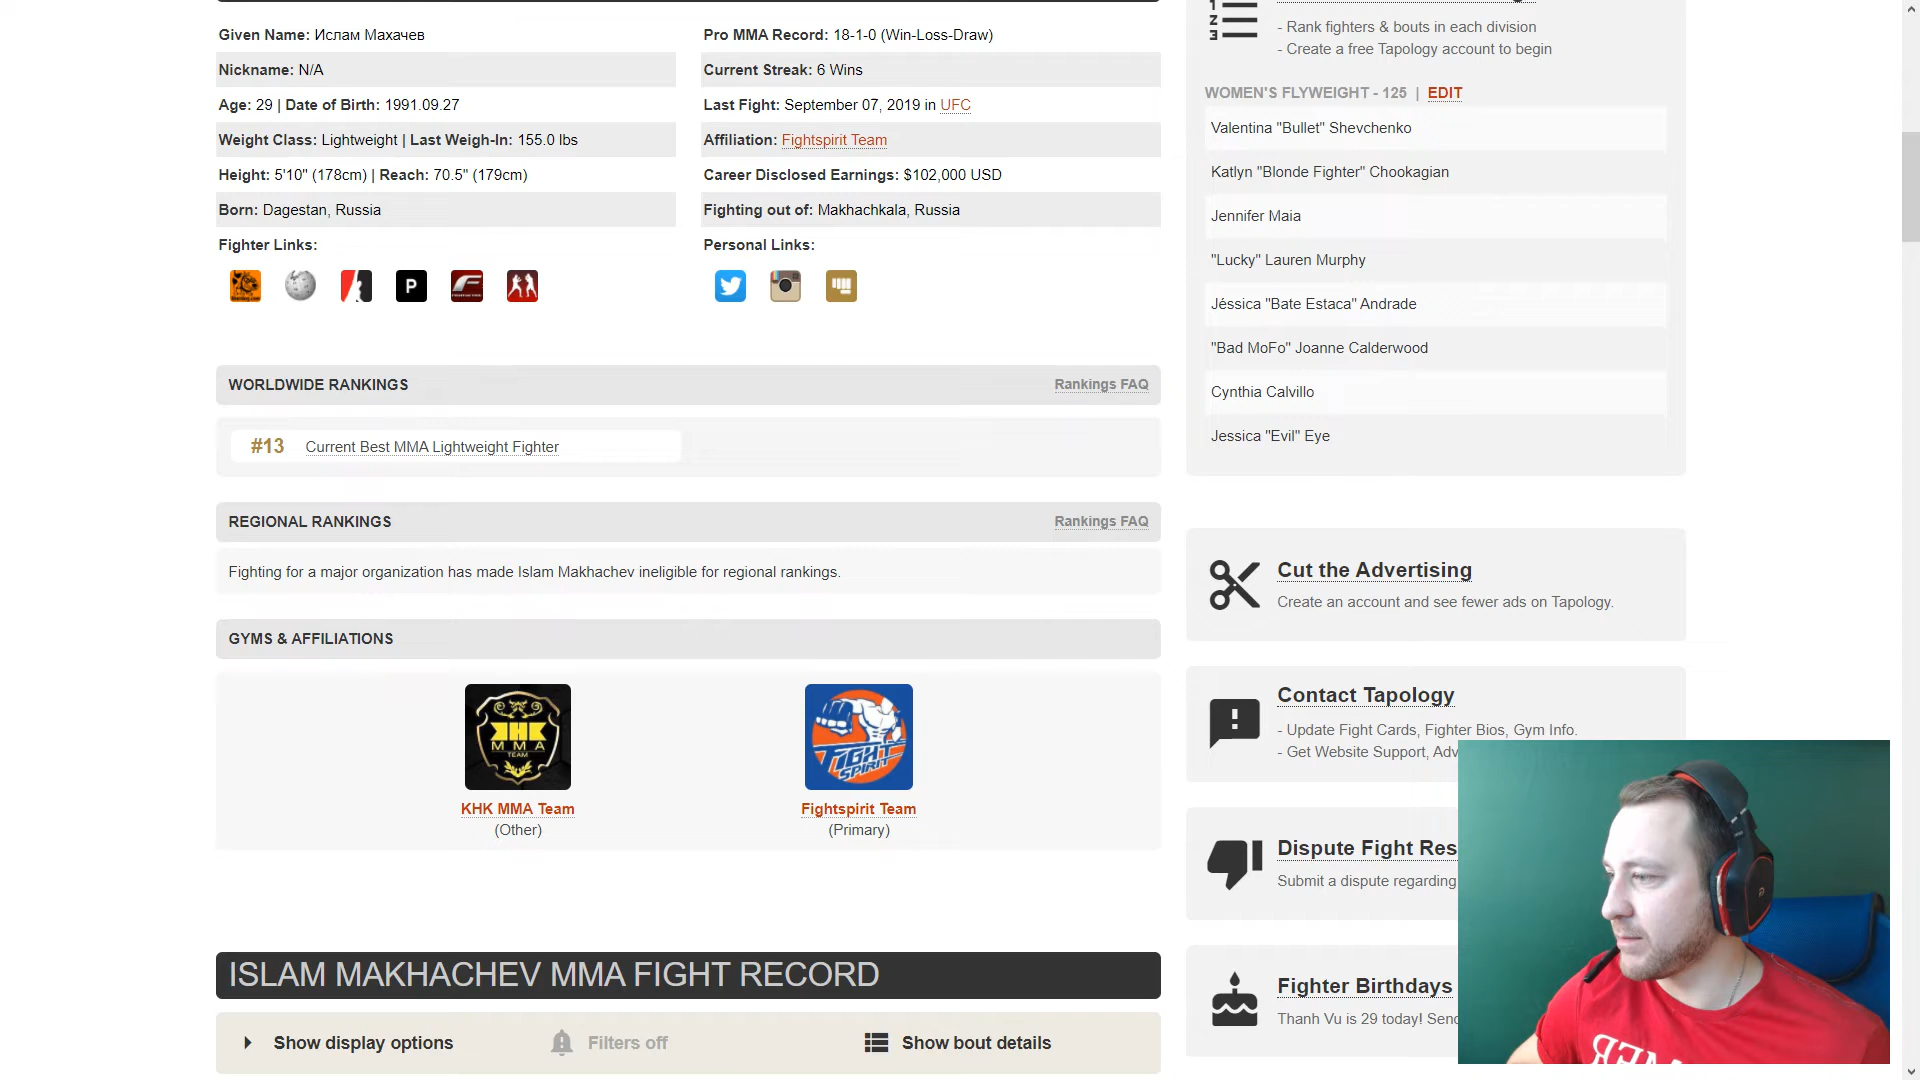 Given Name: Ислам Махачев
Nickname: N/A
Age: 29 | Date of Birth: 1991.09.27
Weight Class: Lightweight | Last Weigh-In: 155.0 lbs
Height: 5'10" (178cm) | Reach: 70.5" (179cm)
Born: Dagestan, Russia
Fighter Links:
P
Pro MMA Record: 18-1-0 (Win-Loss-Draw)
Current Streak: 6 Wins
Last Fight: September 07, 2019 in UFC
Affiliation: Fightspirit Team
Career Disclosed Earnings: $102,000 USD
Fighting out of: Makhachkala, Russia
Personal Links:
WORLDWIDE RANKINGS
Rankings FAQ
#13 Current Best MMA Lightweight Fighter
REGIONAL RANKINGS
Rankings FAQ
Fighting for a major organization has made Islam Makhachev ineligible for regional rankings.
GYMS & AFFILIATIONS
KHK
MMA
TEAM
KHK MMA Team
(Other)
FIGHT
SPIRIT
Fightspirit Team
(Primary)
ISLAM MAKHACHEV MMA FIGHT RECORD
Show display options
Filters off
Show bout details
1
2
3
- Rank fighters & bouts in each division
- Create a free Tapology account to begin
WOMEN'S FLYWEIGHT - 125 | EDIT
Valentina "Bullet" Shevchenko
Katlyn "Blonde Fighter" Chookagian
Jennifer Maia
"Lucky" Lauren Murphy
Jéssica "Bate Estaca" Andrade
"Bad MoFo" Joanne Calderwood
Cynthia Calvillo
Jessica "Evil" Eye
Cut the Advertising
Create an account and see fewer ads on Tapology.
Contact Tapology
- Update Fight Cards, Fighter Bios, Gym Info.
- Get Website Support, Adv
Dispute Fight Res
Submit a dispute regarding
Fighter Birthdays
Thanh Vu is 29 today! Send